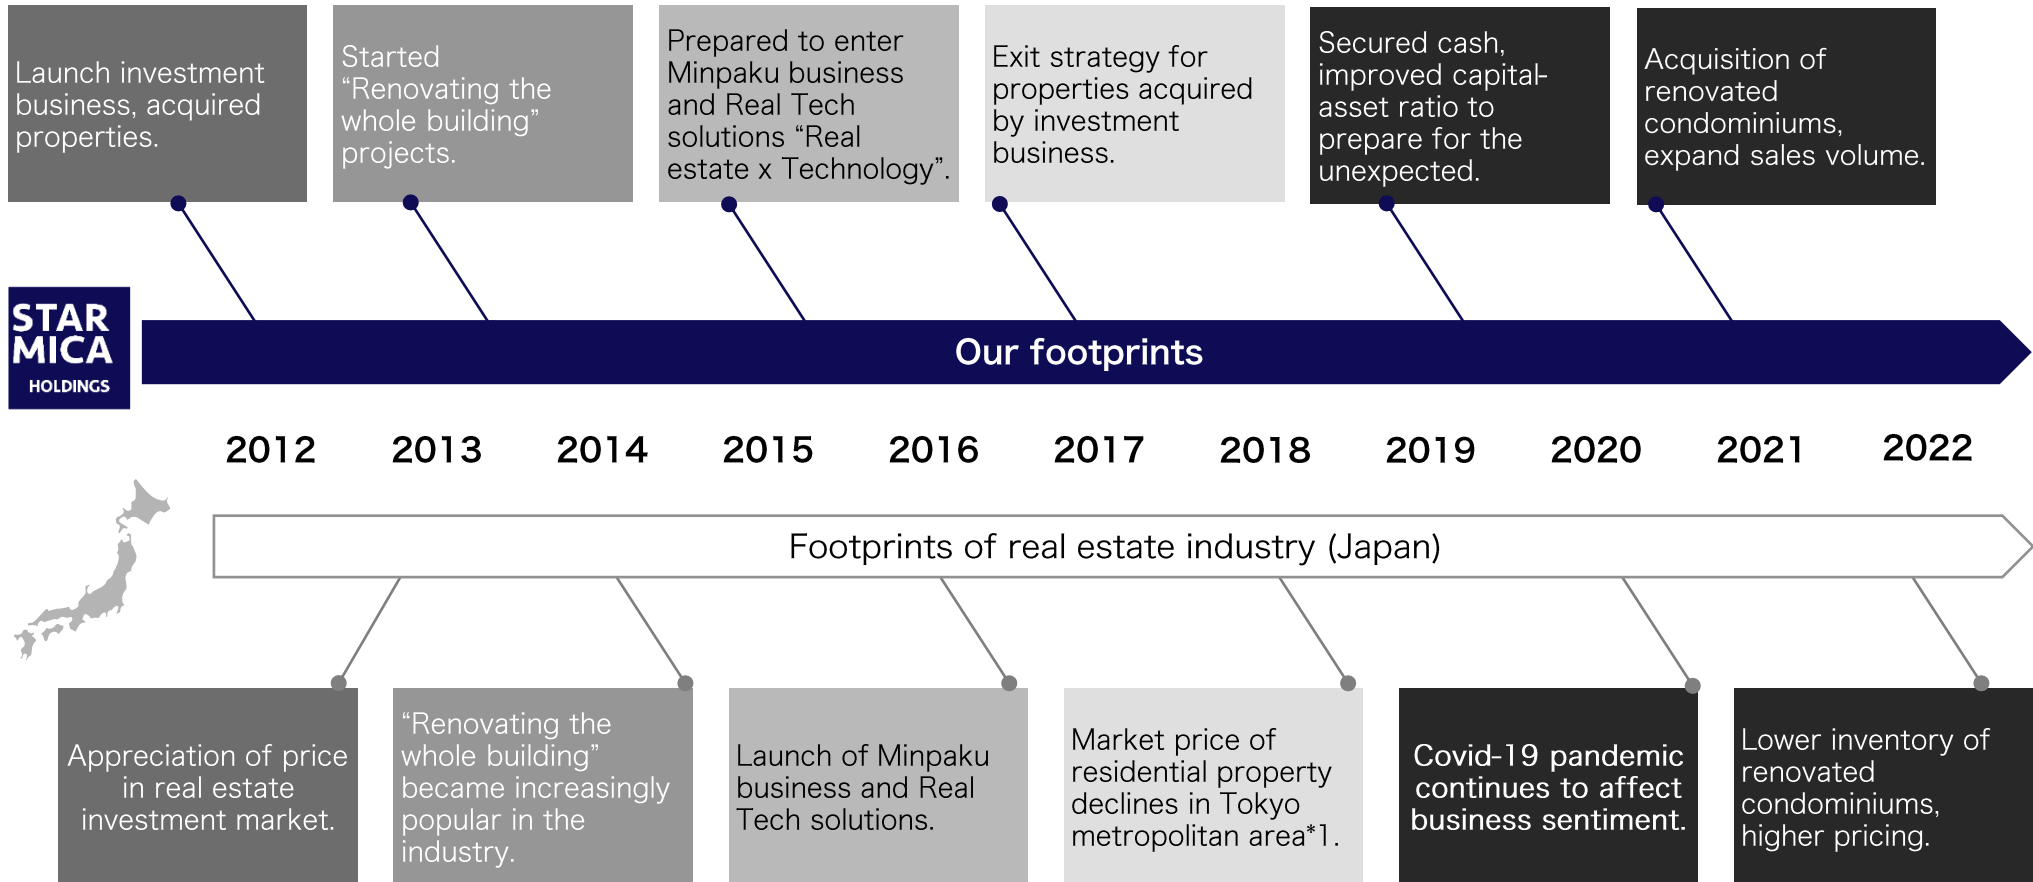 Launch investment
business, acquired
properties.
Started
“Renovating the
whole building”
projects.
Prepared to enter
Minpaku business
and Real Tech
solutions “Real
estate x Technology”.
Exit strategy for
properties acquired
by investment
business.
Secured cash,
improved capital-
asset ratio to
prepare for the
unexpected.
Acquisition of
renovated
condominiums,
expand sales volume.
STAR
MICA
HOLDINGS
Our footprints
2012 2013 2014 2015 2016 2017 2018 2019 2020 2021 2022
Footprints of real estate industry (Japan)
Appreciation of price
in real estate
investment market.
“Renovating the
whole building”
became increasingly
popular in the
industry.
Launch of Minpaku
business and Real
Tech solutions.
Market price of
residential property
declines in Tokyo
metropolitan area*1.
Covid-19 pandemic
continues to affect
business sentiment.
Lower inventory of
renovated
condominiums,
higher pricing.